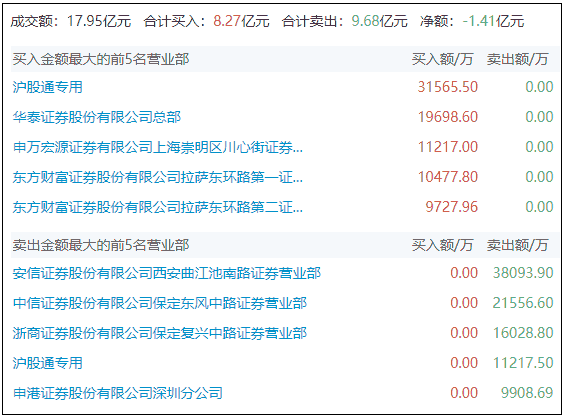 成交额：17.95亿元 合计买入：8.27亿元 合计卖出：9.68亿元 净额：-1.41亿元
买入金额最大的前5名营业部 买入额/万 卖出额/万
沪股通专用 31565.50 0.00
华泰证券股份有限公司总部 19698.60 0.00
申万宏源证券有限公司上海崇明区川心街证券... 11217.00 0.00
东方财富证券股份有限公司拉萨东环路第一证... 10477.80 0.00
东方财富证券股份有限公司拉萨东环路第二证... 9727.96 0.00
卖出金额最大的前5名营业部 买入额/万 卖出额/万
安信证券股份有限公司西安曲江池南路证券营业部 0.00 38093.90
中信证券股份有限公司保定东风中路证券营业部 0.00 21556.60
浙商证券股份有限公司保定复兴中路证券营业部 0.00 16028.80
沪股通专用 0.00 11217.50
申港证券股份有限公司深圳分公司 0.00 9908.69